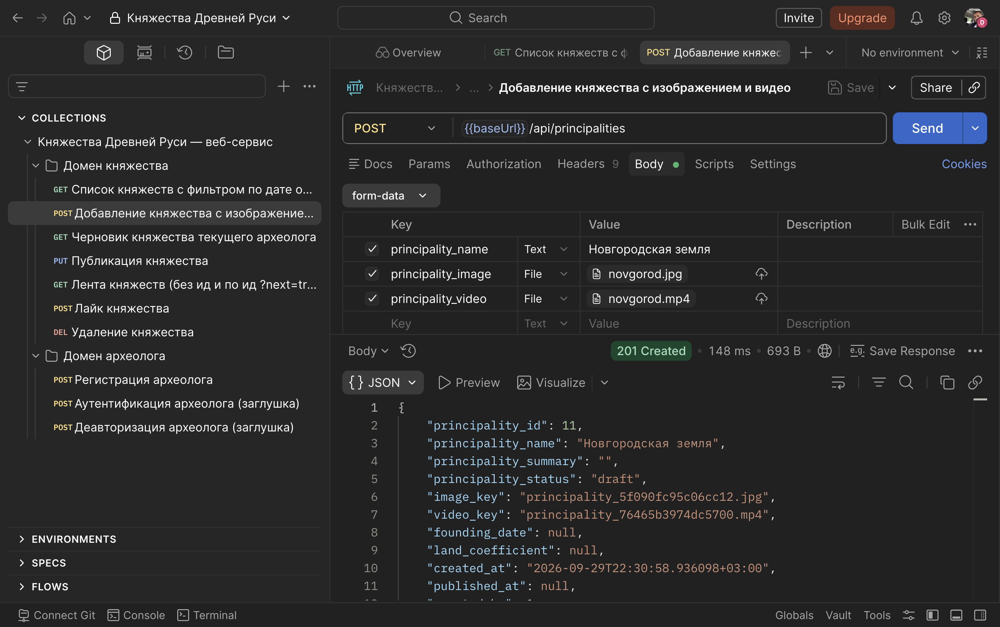 Княжества Древней Руси
Search
Invite
Upgrade
D
Overview
GET Список княжеств с ф
POST Добавление княжес
No environment
COLLECTIONS
Княжества Древней Руси — веб-сервис
Домен княжества
GET Список княжеств с фильтром по дате о...
POST Добавление княжества с изображение...
GET Черновик княжества текущего археолога
PUT Публикация княжества
GET Лента княжеств (без ид и по ид ?next=tr...
POST Лайк княжества
DEL Удаление княжества
Домен археолога
POST Регистрация археолога
POST Аутентификация археолога (заглушка)
POST Деавторизация археолога (заглушка)
ENVIRONMENTS
SPECS
FLOWS
HTTP Княжеств... > ... > Добавление княжества с изображением и видео
Save
Share
POST {{baseUrl}}/api/principalities
Send
Docs Params Authorization Headers 9 Body Scripts Settings
Cookies
form-data
Key Value Description Bulk Edit
principality_name Text Новгородская земля
principality_image File novgorod.jpg
principality_video File novgorod.mp4
Key Text Value Description
Body
201 Created • 148 ms • 693 B
e.g. Save Response
{ } JSON Preview Visualize
1 {
2 "principality_id": 11,
3 "principality_name": "Новгородская земля",
4 "principality_summary": "",
5 "principality_status": "draft",
6 "image_key": "principality_5f090fc95c06cc12.jpg",
7 "video_key": "principality_76465b3974dc5700.mp4",
8 "founding_date": null,
9 "land_coefficient": null,
10 "created_at": "2026-09-29T22:30:58.936098+03:00",
11 "published_at": null,
Connect Git Console Terminal
Globals Vault Tools